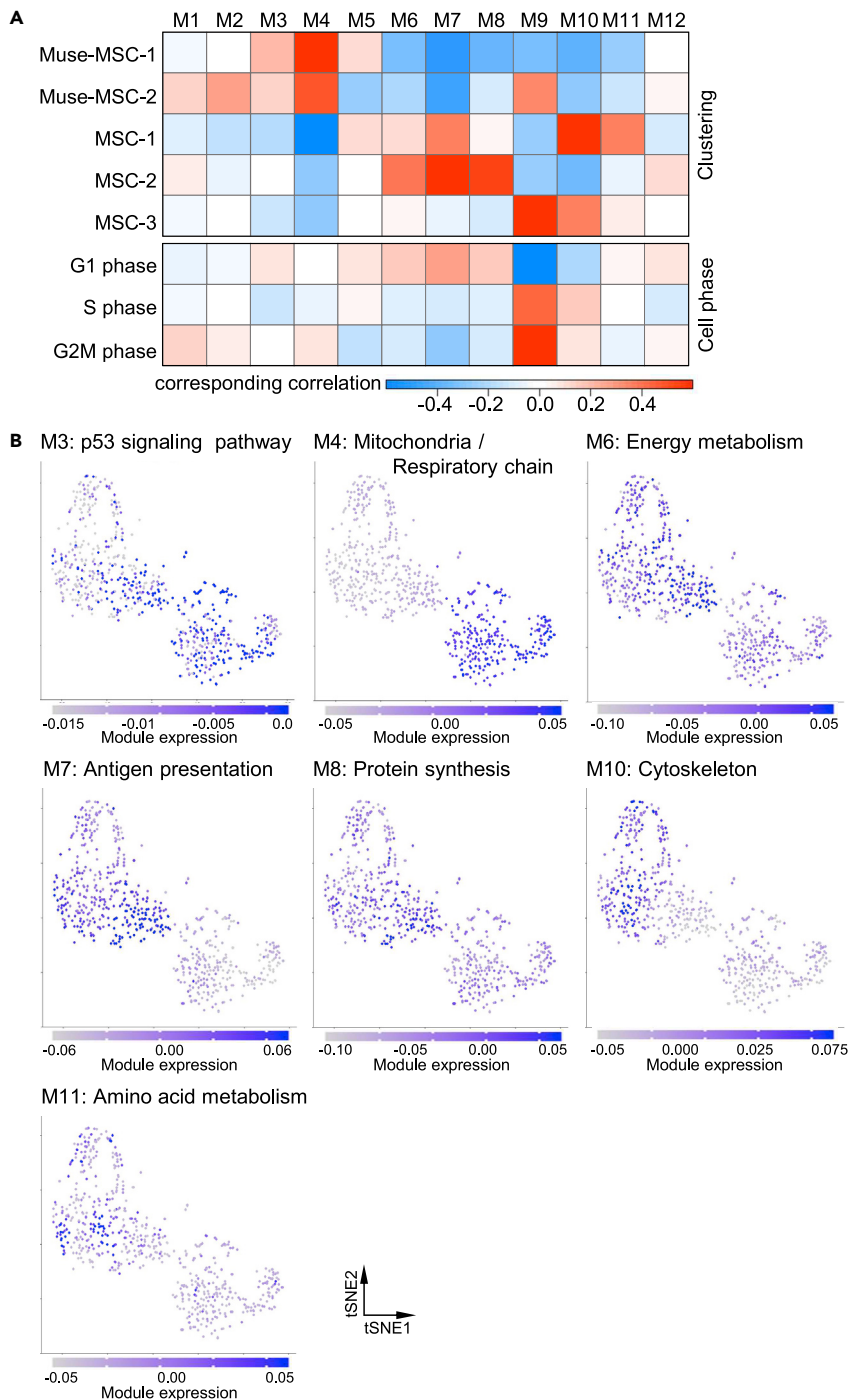 A
M1 M2 M3 M4 M5 M6 M7 M8 M9 M10 M11 M12
Muse-MSC-1
Muse-MSC-2
MSC-1
MSC-2
MSC-3
Clustering
G1 phase
S phase
G2M phase
Cell phase
corresponding correlation
-0.4 -0.2 0.0 0.2 0.4
B
M3: p53 signaling pathway
-0.015 -0.01 -0.005 0.0
Module expression
M4: Mitochondria /
Respiratory chain
-0.05 0.00 0.05
Module expression
M6: Energy metabolism
-0.10 -0.05 0.00 0.05
Module expression
M7: Antigen presentation
-0.06 0.00 0.06
Module expression
M8: Protein synthesis
-0.10 -0.05 0.00 0.05
Module expression
M10: Cytoskeleton
-0.05 0.000 0.025 0.075
Module expression
M11: Amino acid metabolism
-0.05 0.00 0.05
Module expression
tSNE2
tSNE1